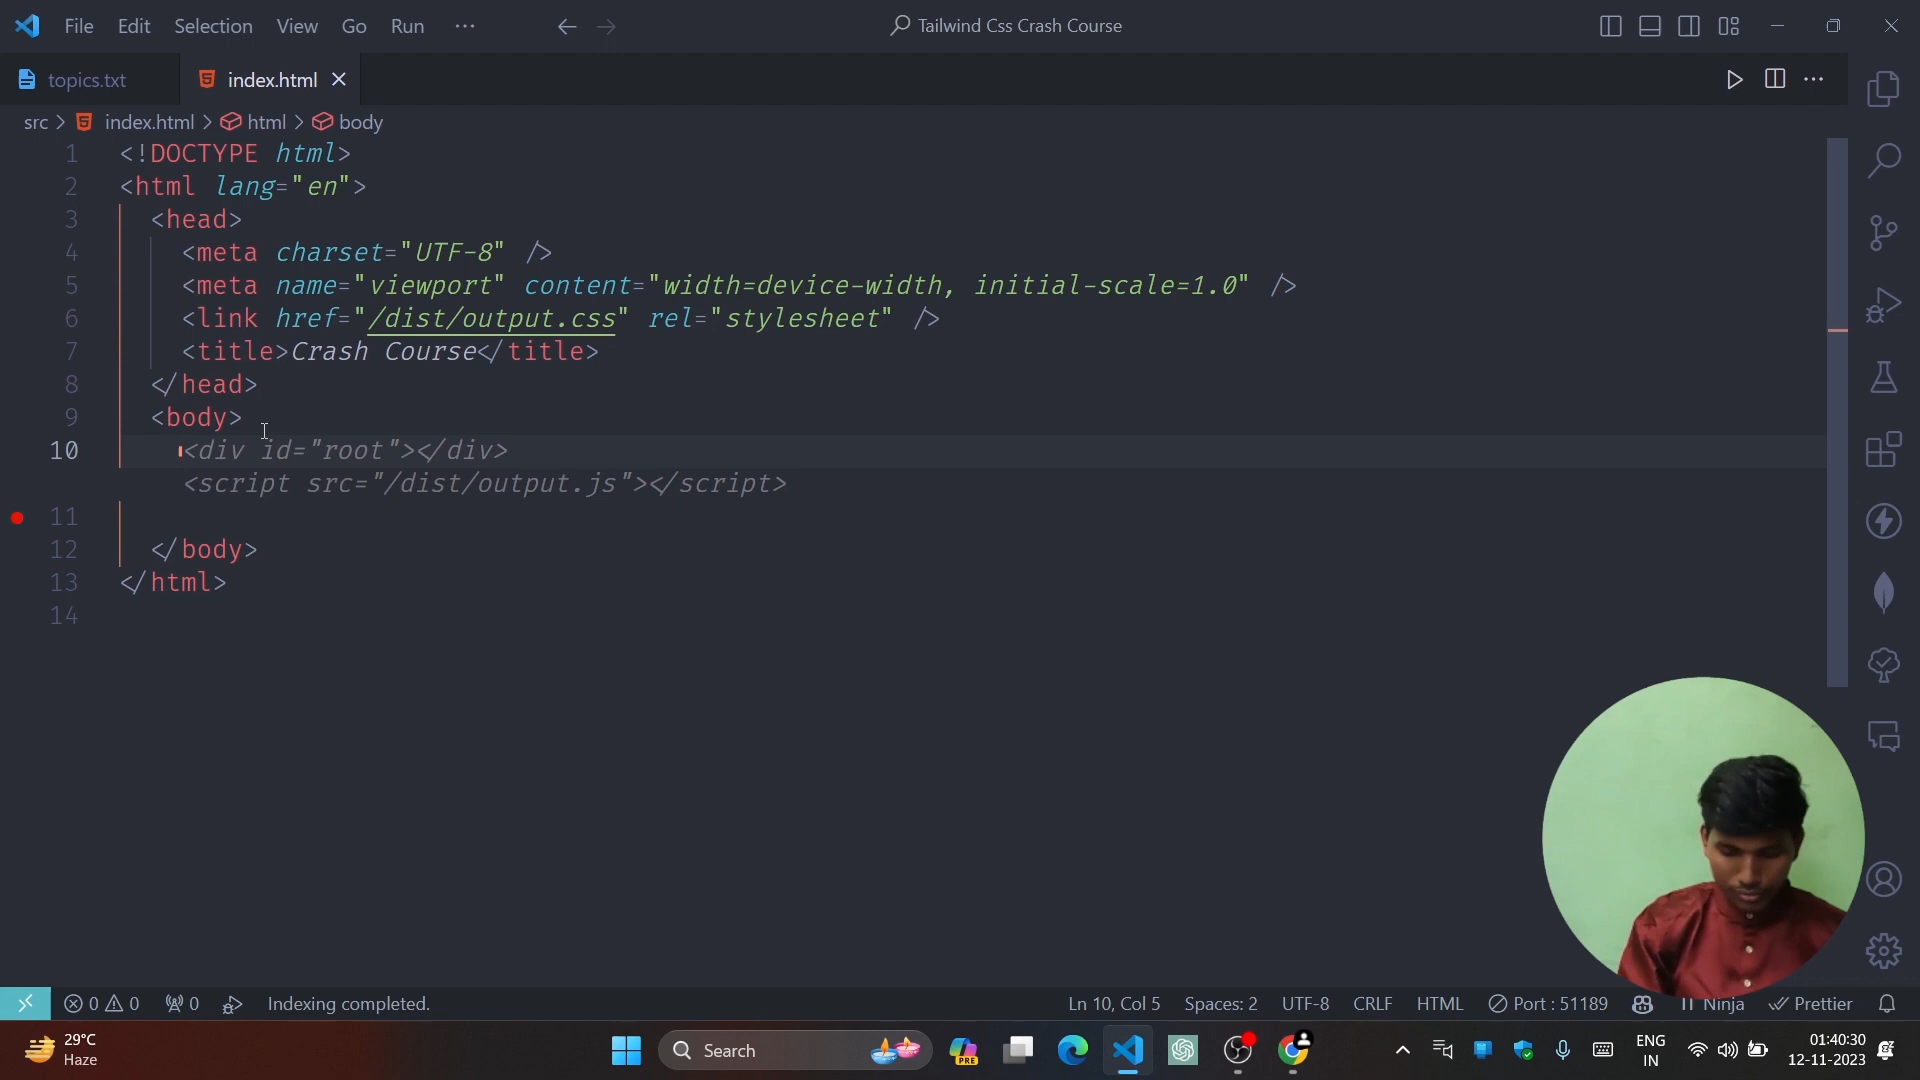 File Edit Selection View Go Run ··· Tailwind Css Crash Course
topics.txt index.html
src > index.html > html > body
1 <!DOCTYPE html>
2 <html lang="en">
3 <head>
4 <meta charset="UTF-8" />
5 <meta name="viewport" content="width=device-width, initial-scale=1.0" />
6 <link href="/dist/output.css" rel="stylesheet" />
7 <title>Crash Course</title>
8 </head>
9 <body>
10 <div id="root"></div>
<script src="/dist/output.js"></script>
11
12 </body>
13 </html>
14
0 0 0 Indexing completed. Ln 10, Col 5 Spaces: 2 UTF-8 CRLF HTML Port : 51189 Ninja Prettier
29°C
Haze
Search
PRE
ENG
IN
01:40:30
12-11-2023